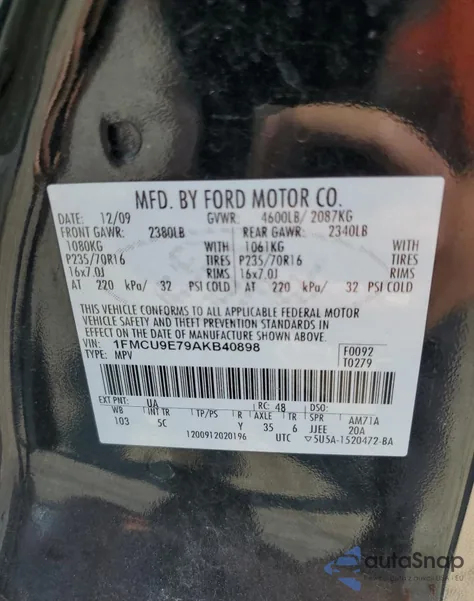 MFD. BY FORD MOTOR CO.
DATE: 12/09 GVWR: 4600LB/ 2087KG
FRONT GAWR: 2380LB REAR GAWR: 2340LB
1080KG WITH 1061KG WITH
P235/70R16 TIRES P235/70R16 TIRES
16x7.0J RIMS 16x7.0J RIMS
AT 220 kPa/ 32 PSI COLD AT 220 kPa/ 32 PSI COLD
THIS VEHICLE CONFORMS TO ALL APPLICABLE FEDERAL MOTOR
VEHICLE SAFETY AND THEFT PREVENTION STANDARDS IN
EFFECT ON THE DATE OF MANUFACTURE SHOWN ABOVE.
VIN: 1FMCU9E79AKB40898 F0092
TYPE: MPV T0279
EXT PNT: UA RC: 48 DSO:
WB INT TR TP/PS R AXLE TR SPR AM71A
103 5C Y 35 6 JJEE 20A
1200912020196 UTC ▽5U5A-1520472-BA
autaSnap